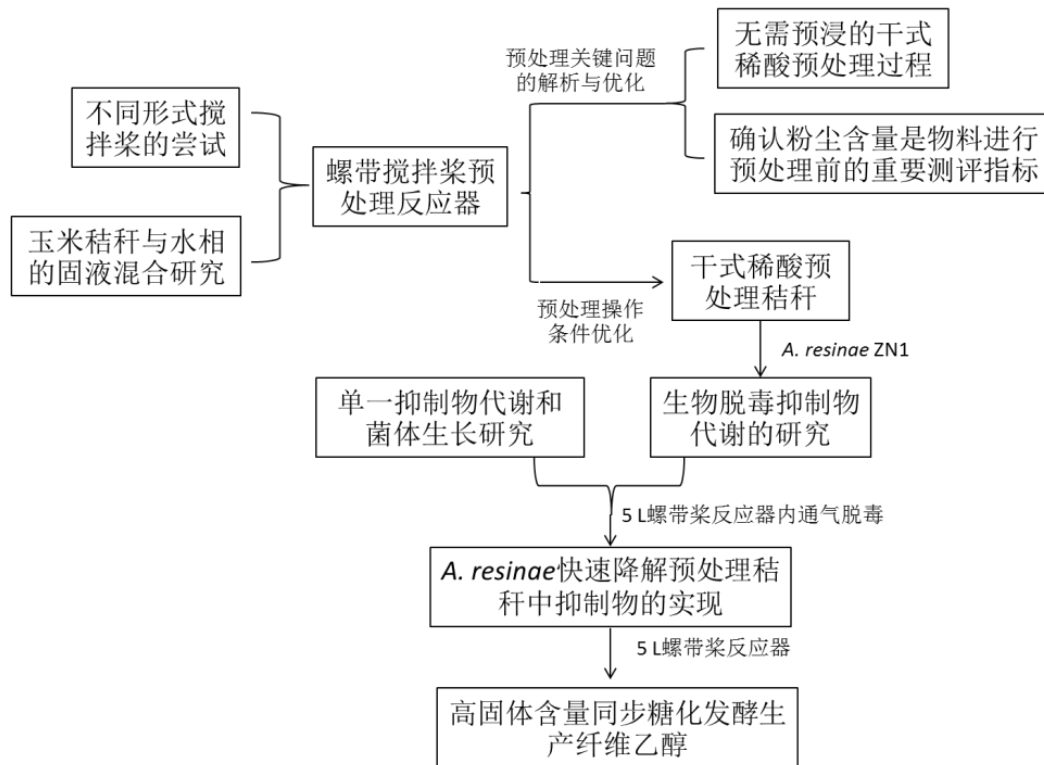 预处理关键问题
的解析与优化
无需预浸的干式
稀酸预处理过程
不同形式搅
拌桨的尝试
确认粉尘含量是物料进行
预处理前的重要测评指标
螺带搅拌桨预
处理反应器
玉米秸秆与水相
的固液混合研究
干式稀酸预
处理秸秆
预处理操作
条件优化
A. resinae ZN1
单一抑制物代谢和
菌体生长研究
生物脱毒抑制物
代谢的研究
5 L螺带桨反应器内通气脱毒
A. resinae快速降解预处理秸
秆中抑制物的实现
5 L螺带桨反应器
高固体含量同步糖化发酵生
产纤维乙醇